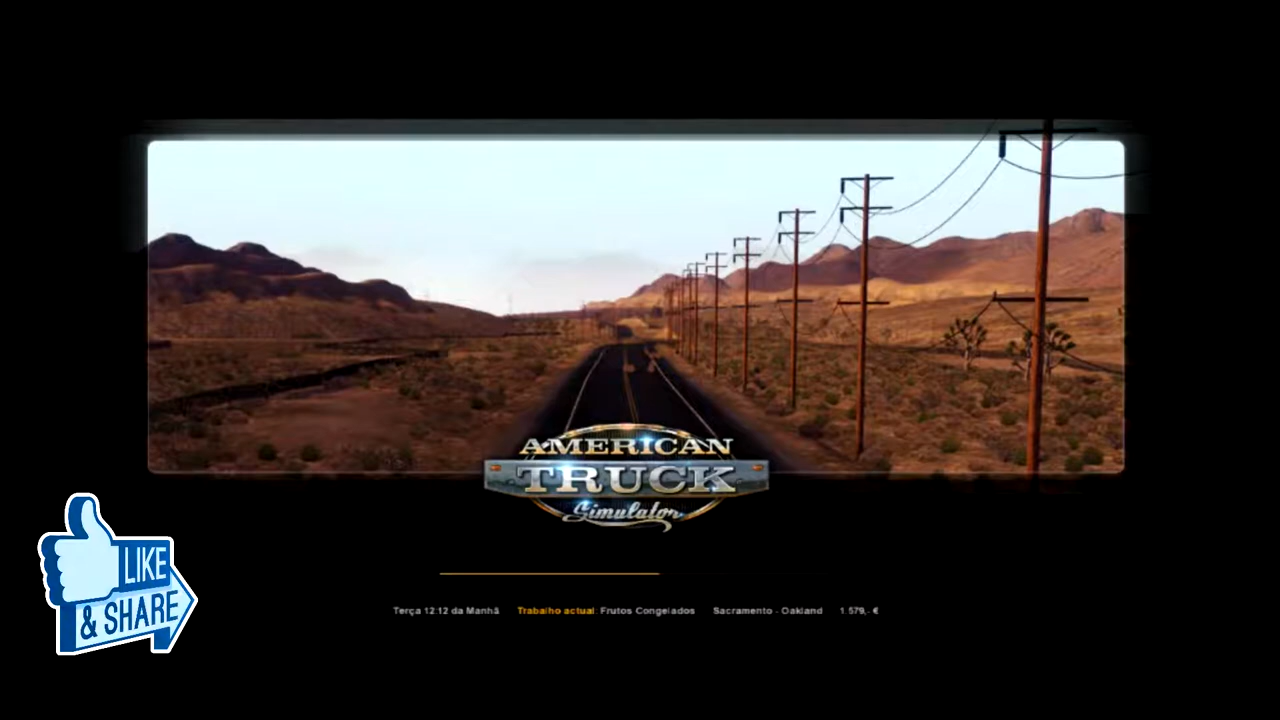 AMERICAN
TRUCK
Simulator
LIKE
& SHARE
Terça 12:12 da Manhã Trabalho actual: Frutos Congelados Sacramento - Oakland 1.579,- €